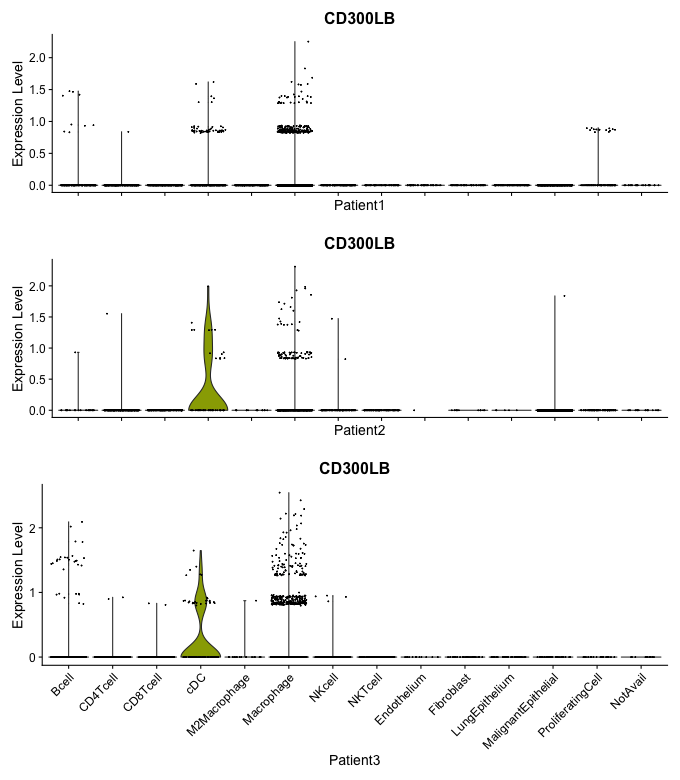 CD300LB
Expression Level
2.0
1.5
1.0
0.5
0.0
Patient1
CD300LB
Expression Level
2.0
1.5
1.0
0.5
0.0
Patient2
CD300LB
Expression Level
2
1
0
Bcell
CD4Tcell
CD8Tcell
cDC
M2Macrophage
Macrophage
NKcell
NKTcell
Endothelium
Fibroblast
LungEpithelium
MalignantEpithelial
ProliferatingCell
NotAvail
Patient3